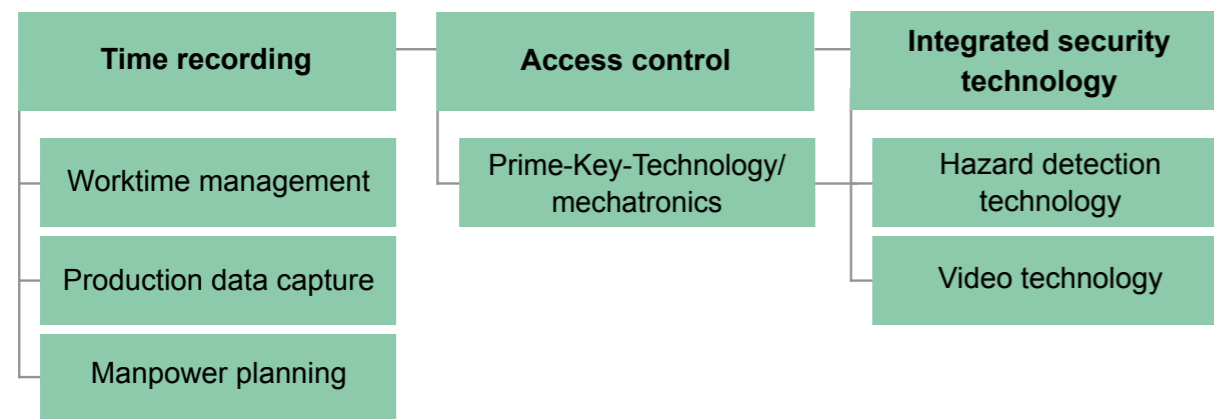 Time recording
Worktime management
Production data capture
Manpower planning
Access control
Prime-Key-Technology/
mechatronics
Integrated security
technology
Hazard detection
technology
Video technology